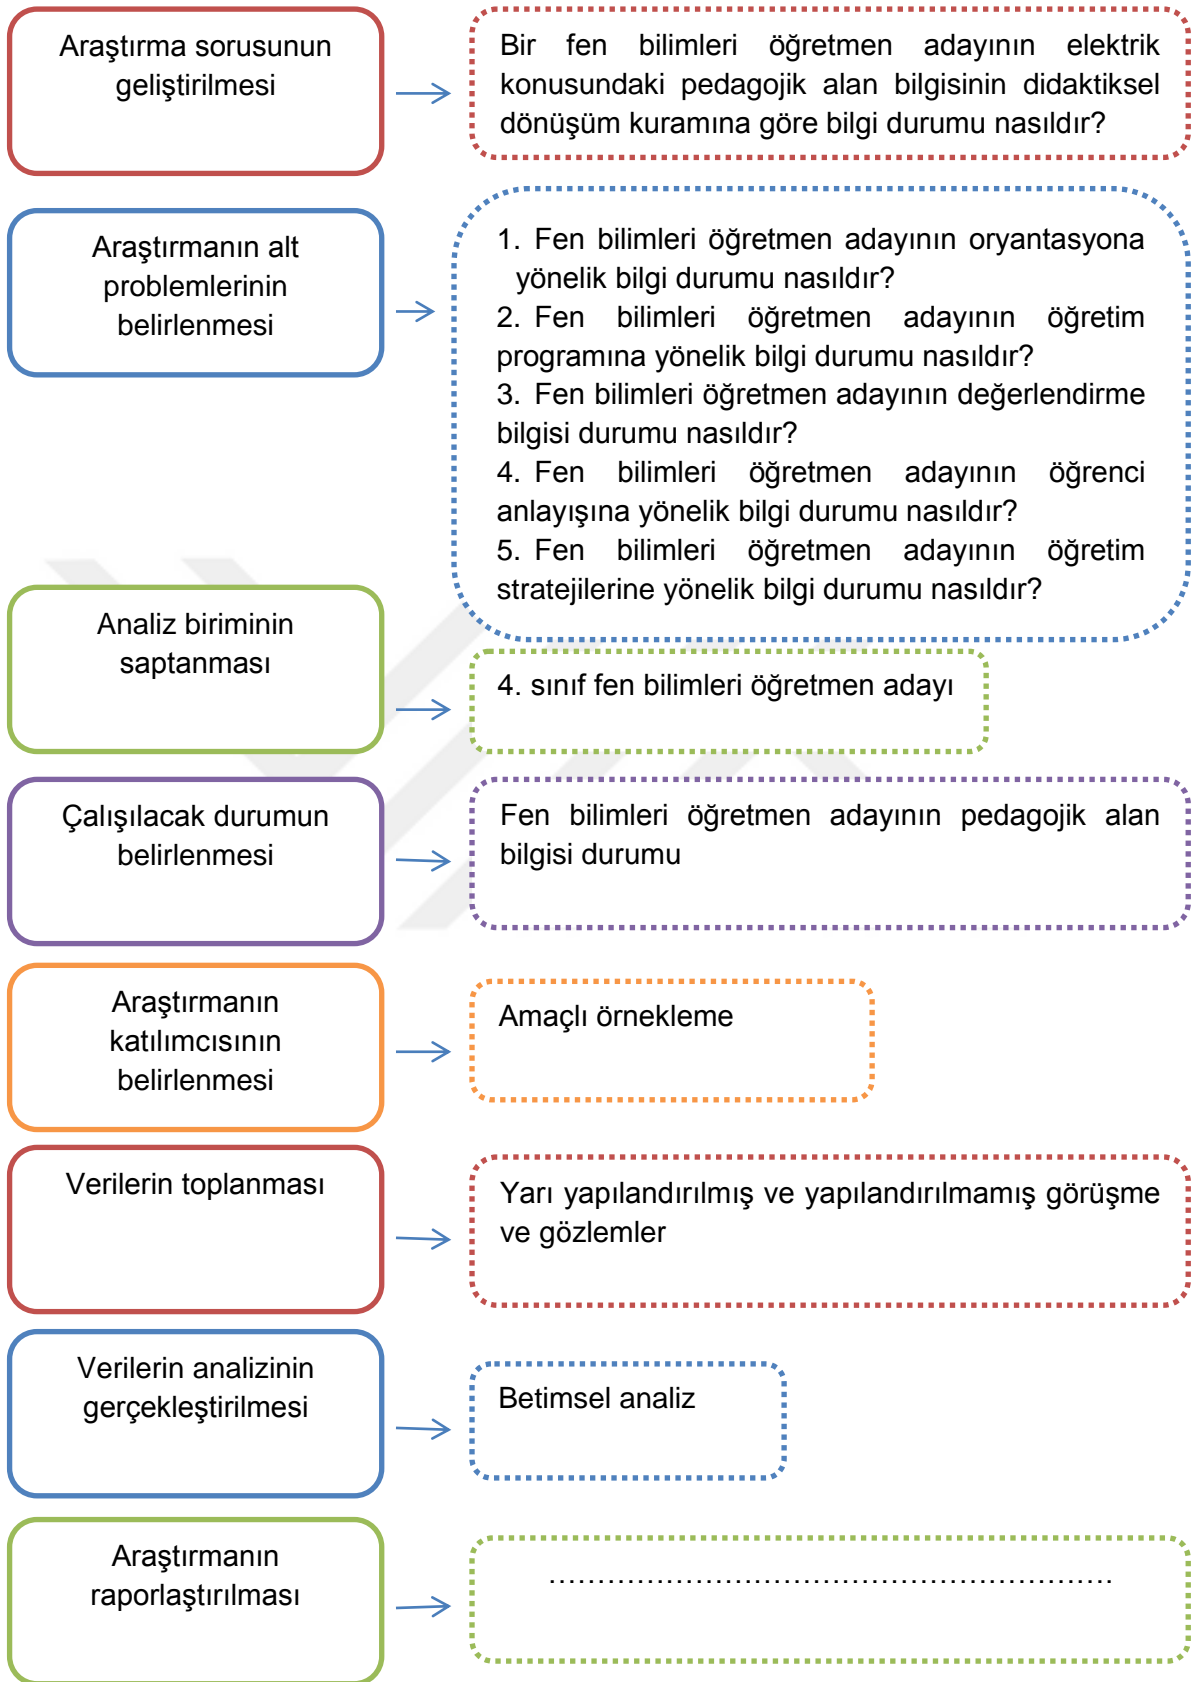 Araştırma sorusunun
geliştirilmesi
Bir fen bilimleri öğretmen adayının elektrik
konusundaki pedagojik alan bilgisinin didaktiksel
dönüşüm kuramına göre bilgi durumu nasıldır?
Araştırmanın alt
problemlerinin
belirlenmesi
1. Fen bilimleri öğretmen adayının oryantasyona
yönelik bilgi durumu nasıldır?
2. Fen bilimleri öğretmen adayının öğretim
programına yönelik bilgi durumu nasıldır?
3. Fen bilimleri öğretmen adayının değerlendirme
bilgisi durumu nasıldır?
4. Fen bilimleri öğretmen adayının öğrenci
anlayışına yönelik bilgi durumu nasıldır?
5. Fen bilimleri öğretmen adayının öğretim
stratejilerine yönelik bilgi durumu nasıldır?
Analiz biriminin
saptanması
4. sınıf fen bilimleri öğretmen adayı
Çalışılacak durumun
belirlenmesi
Fen bilimleri öğretmen adayının pedagojik alan
bilgisi durumu
Araştırmanın
katılımcısının
belirlenmesi
Amaçlı örnekleme
Verilerin toplanması
Yarı yapılandırılmış ve yapılandırılmamış görüşme
ve gözlemler
Verilerin analizinin
gerçekleştirilmesi
Betimsel analiz
Araştırmanın
raporlaştırılması
………………………………………………….